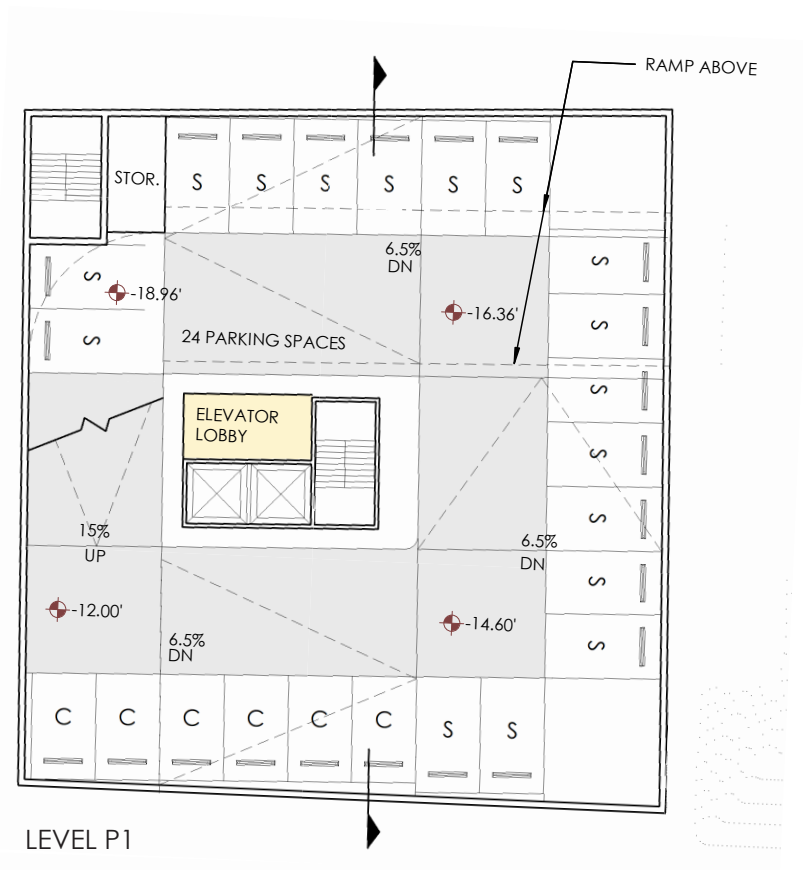 RAMP ABOVE
STOR.
S S S S S S
6.5%
DN
S
S
-18.96'
-16.36'
S
24 PARKING SPACES
S
S
ELEVATOR
LOBBY
S
S
15%
UP
6.5%
DN
S
-12.00'
-14.60'
6.5%
DN
S
C C C C C C S S
LEVEL P1